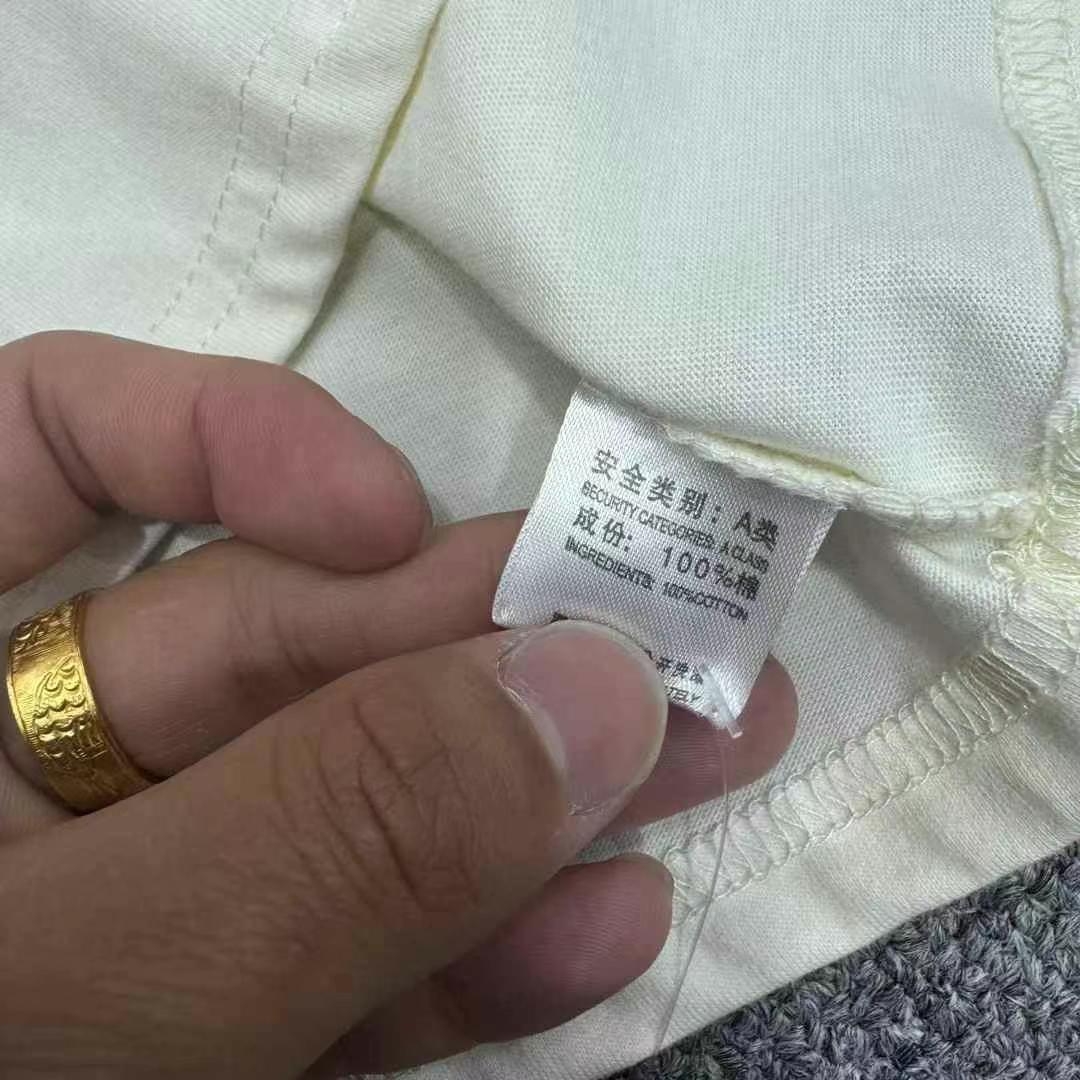 安全类别：A类
SECURITY CATEGORIES: A CLASS
成份：100%棉
INGREDIENTS: 100%COTTON